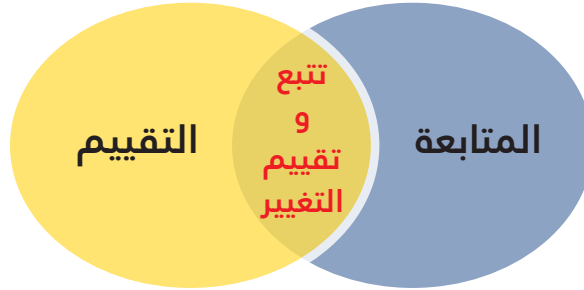 المتابعة
تتبع
و
تقييم
التغيير
التقييم